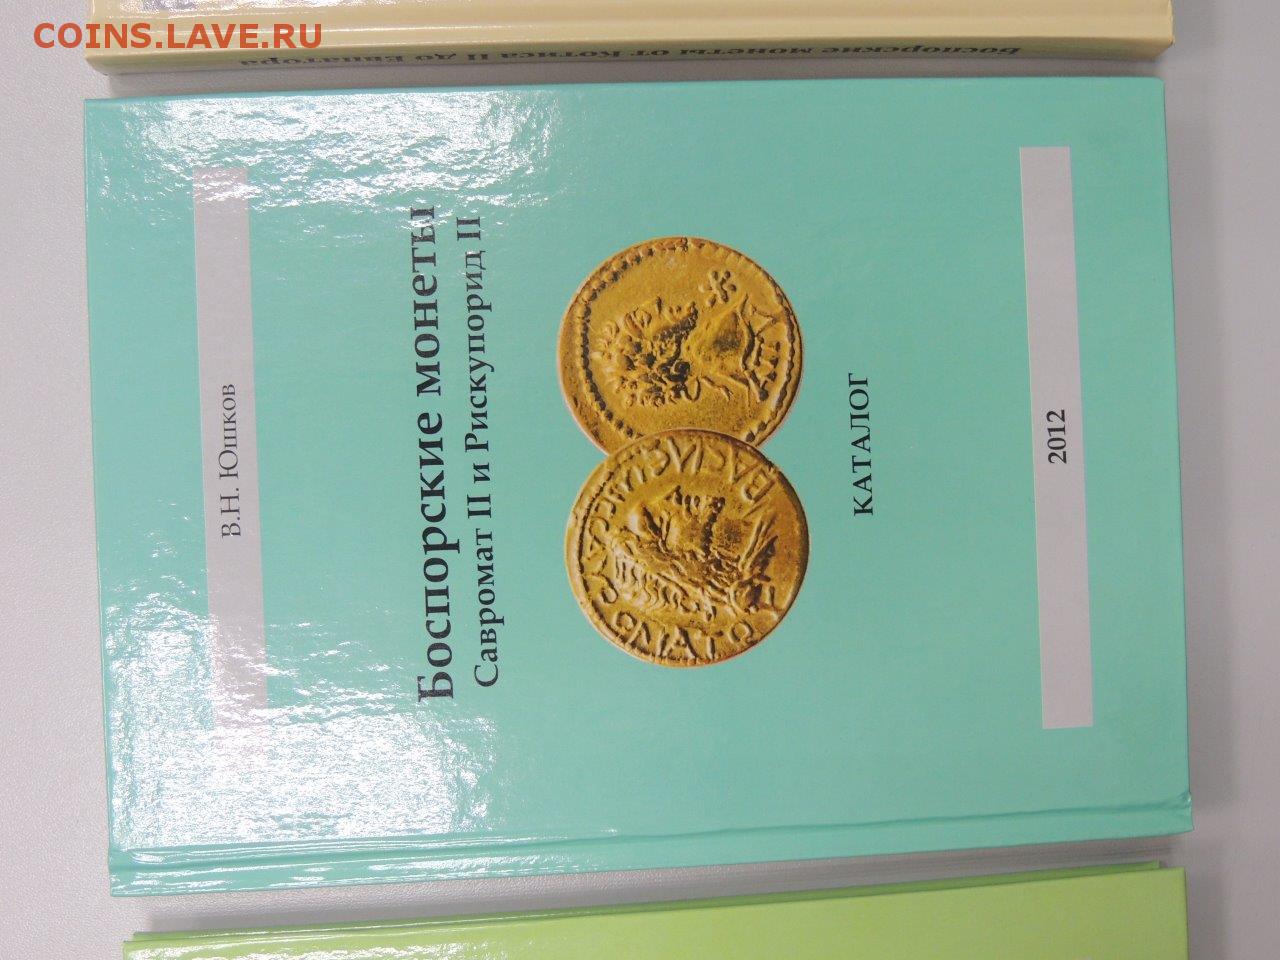 COINS.LAVE.RU
Боспорские монеты от Котиса II до Евпатора
В.Н. Юшков
Боспорские монеты
Савромат II и Рискупорид II
КАТАЛОГ
2012